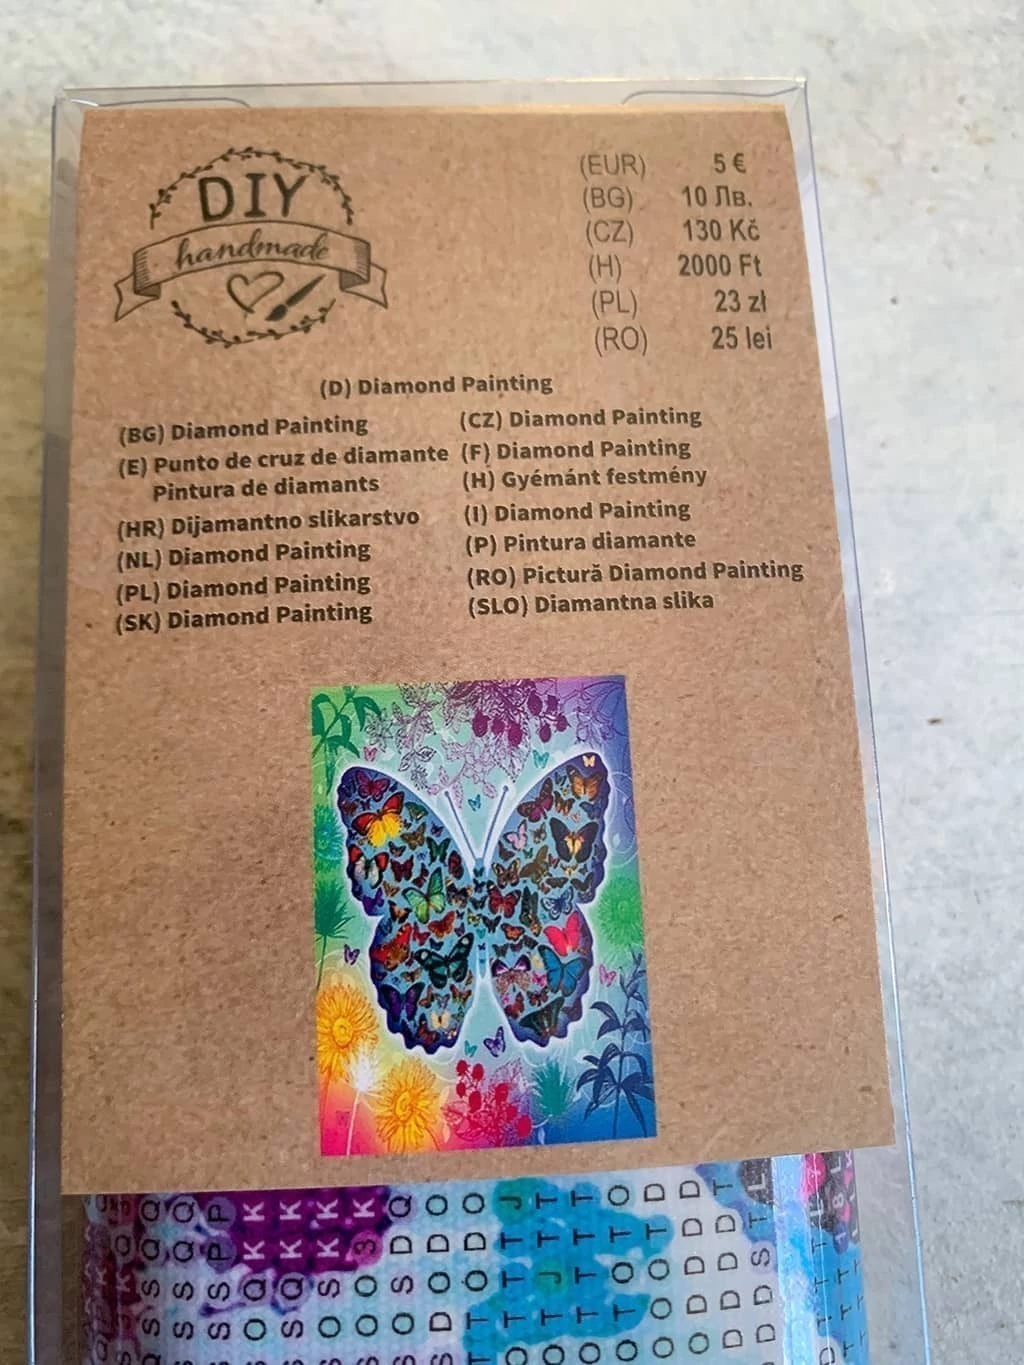 DIY
handmade
(EUR) 5 €
(BG) 10 Лв.
(CZ) 130 Kč
(H) 2000 Ft
(PL) 23 zł
(RO) 25 lei
(D) Diamond Painting
(BG) Diamond Painting
(E) Punto de cruz de diamante
Pintura de diamants
(HR) Dijamantno slikarstvo
(NL) Diamond Painting
(PL) Diamond Painting
(SK) Diamond Painting
(CZ) Diamond Painting
(F) Diamond Painting
(H) Gyémánt festmény
(I) Diamond Painting
(P) Pintura diamante
(RO) Pictură Diamond Painting
(SLO) Diamantna slika